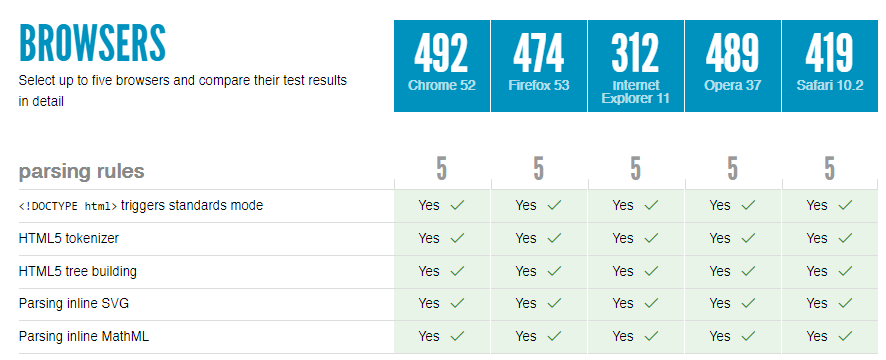 BROWSERS
Select up to five browsers and compare their test results
in detail
492 474 312 489 419
Chrome 52 Firefox 53 Internet Explorer 11 Opera 37 Safari 10.2
parsing rules 5 5 5 5 5
<!DOCTYPE html> triggers standards mode Yes ✓ Yes ✓ Yes ✓ Yes ✓ Yes ✓
HTML5 tokenizer Yes ✓ Yes ✓ Yes ✓ Yes ✓ Yes ✓
HTML5 tree building Yes ✓ Yes ✓ Yes ✓ Yes ✓ Yes ✓
Parsing inline SVG Yes ✓ Yes ✓ Yes ✓ Yes ✓ Yes ✓
Parsing inline MathML Yes ✓ Yes ✓ Yes ✓ Yes ✓ Yes ✓